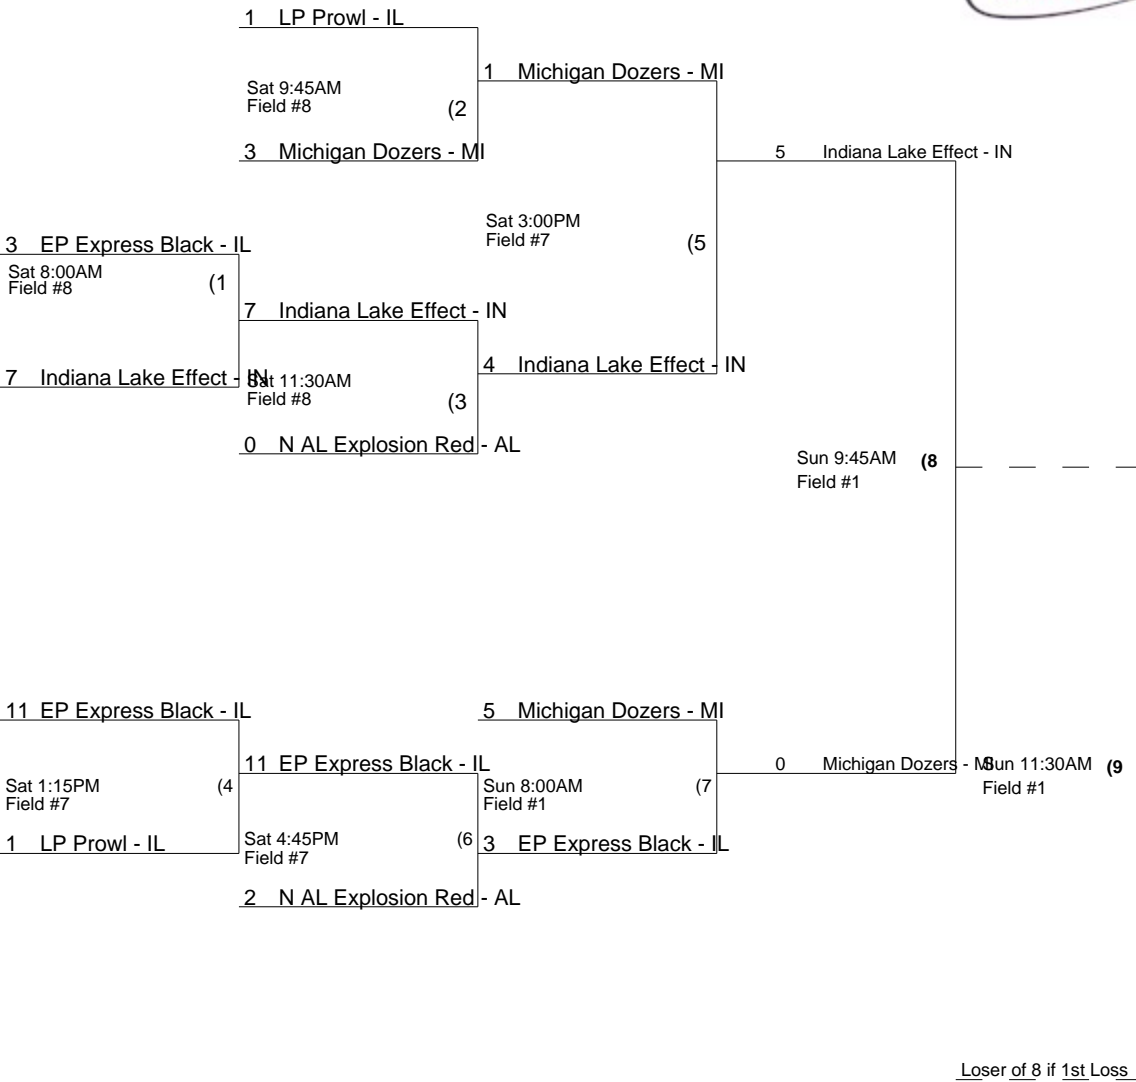 1 LP Prowl - IL
1 Michigan Dozers - MI
Sat 9:45AM
Field #8
(2
3 Michigan Dozers - MI
5 Indiana Lake Effect - IN
Sat 3:00PM
Field #7
(5
3 EP Express Black - IL
Sat 8:00AM
Field #8
(1
7 Indiana Lake Effect - IN
4 Indiana Lake Effect - IN
7 Indiana Lake Effect - IN
Sat 11:30AM
Field #8
(3
0 N AL Explosion Red - AL
Sun 9:45AM (8
Field #1
11 EP Express Black - IL
5 Michigan Dozers - MI
11 EP Express Black - IL
0 Michigan Dozers - MI
Sun 11:30AM (9
Field #1
Sat 1:15PM
Field #7
(4
Sun 8:00AM
Field #1
(7
1 LP Prowl - IL
Sat 4:45PM
Field #7
(6
3 EP Express Black - IL
2 N AL Explosion Red - AL
Loser of 8 if 1st Loss